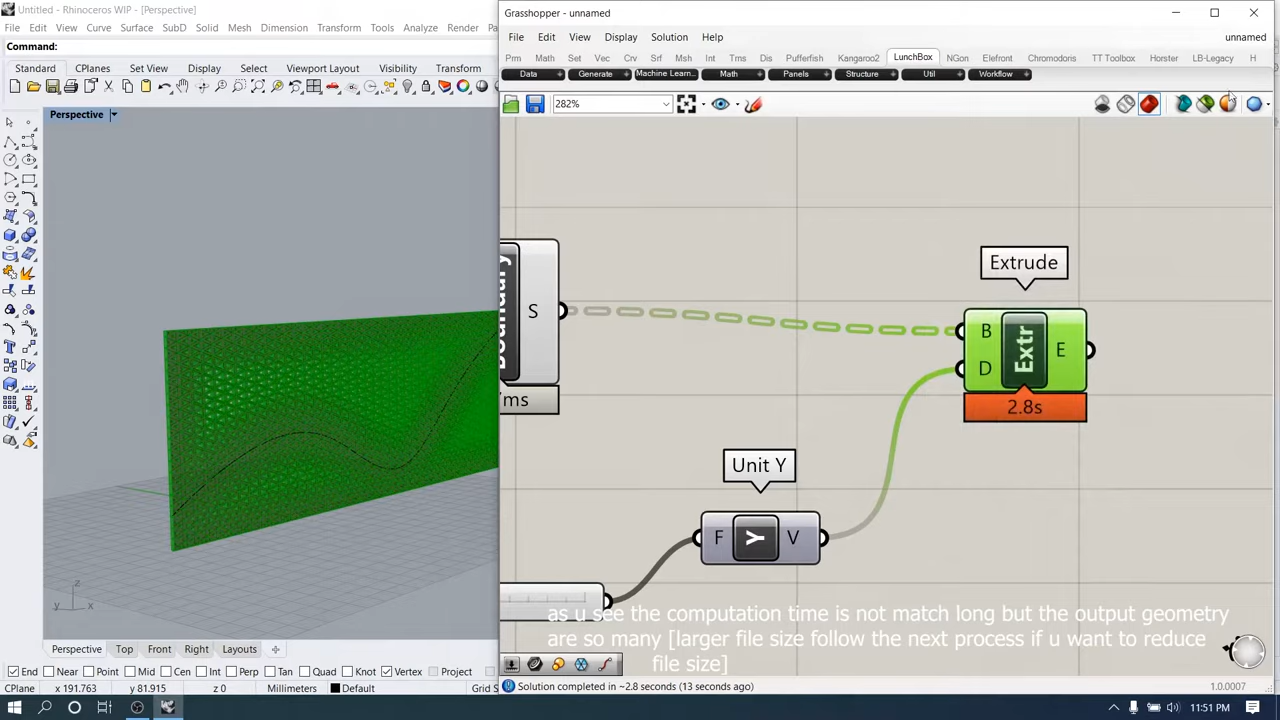 Untitled - Rhinoceros WIP - [Perspective]
File Edit View Curve Surface SubD Solid Mesh Dimension Transform Tools Analyze Render Pa
Command:
Standard CPlanes Set View Display Select Viewport Layout Visibility Transform
Perspective
Grasshopper - unnamed
File Edit View Display Solution Help unnamed
Prm Math Set Vec Crv Srf Msh Int Trns Dis Pufferfish Kangaroo2 LunchBox NGon Elefront Chromodoris TT Toolbox Horster LB-Legacy H
Data Generate Machine Learn... Math Panels Structure Util Workflow
282%
Extrude
S
B
D
Extr
E
2.8s
ms
Unit Y
F
V
z
y x
as u see the computation time is not match long but the output geometry
are so many [larger file size follow the next process if u want to reduce
file size]
Perspective Top Front Right Layouts
End Near Point Mid Cen Int Perp Tan Quad Knot Vertex Project
CPlane x 191.763 y 81.915 z 0 Millimeters Default Grid S
Solution completed in ~2.8 seconds (13 seconds ago) 1.0.0007
11:51 PM